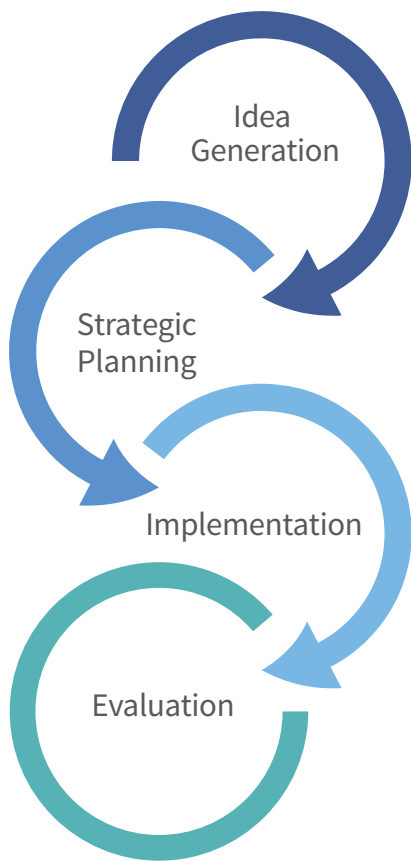 Idea
Generation
Strategic
Planning
Implementation
Evaluation